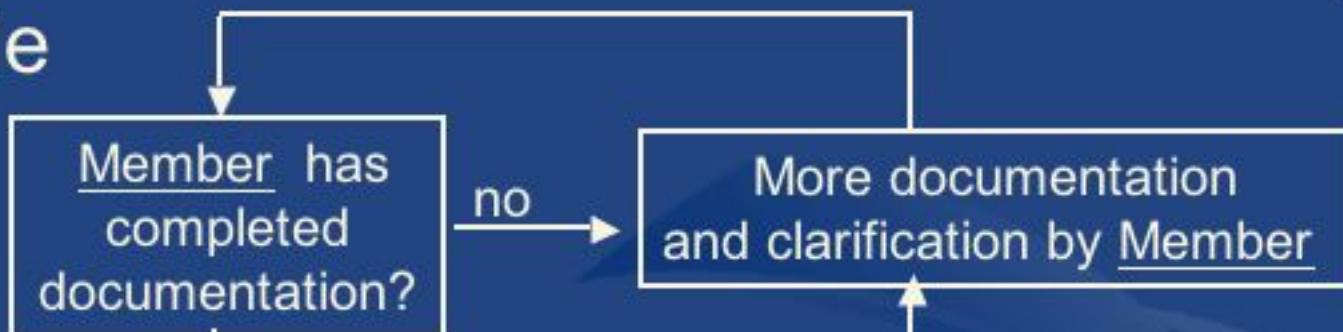 e
Member has
completed
documentation?
no
More documentation
and clarification by Member